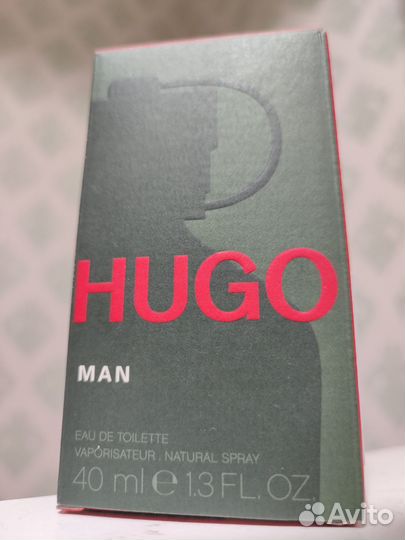 HUGO
MAN
EAU DE TOILETTE
VAPORISATEUR . NATURAL SPRAY
40 ml ℮ 1.3 FL. OZ.
Avito